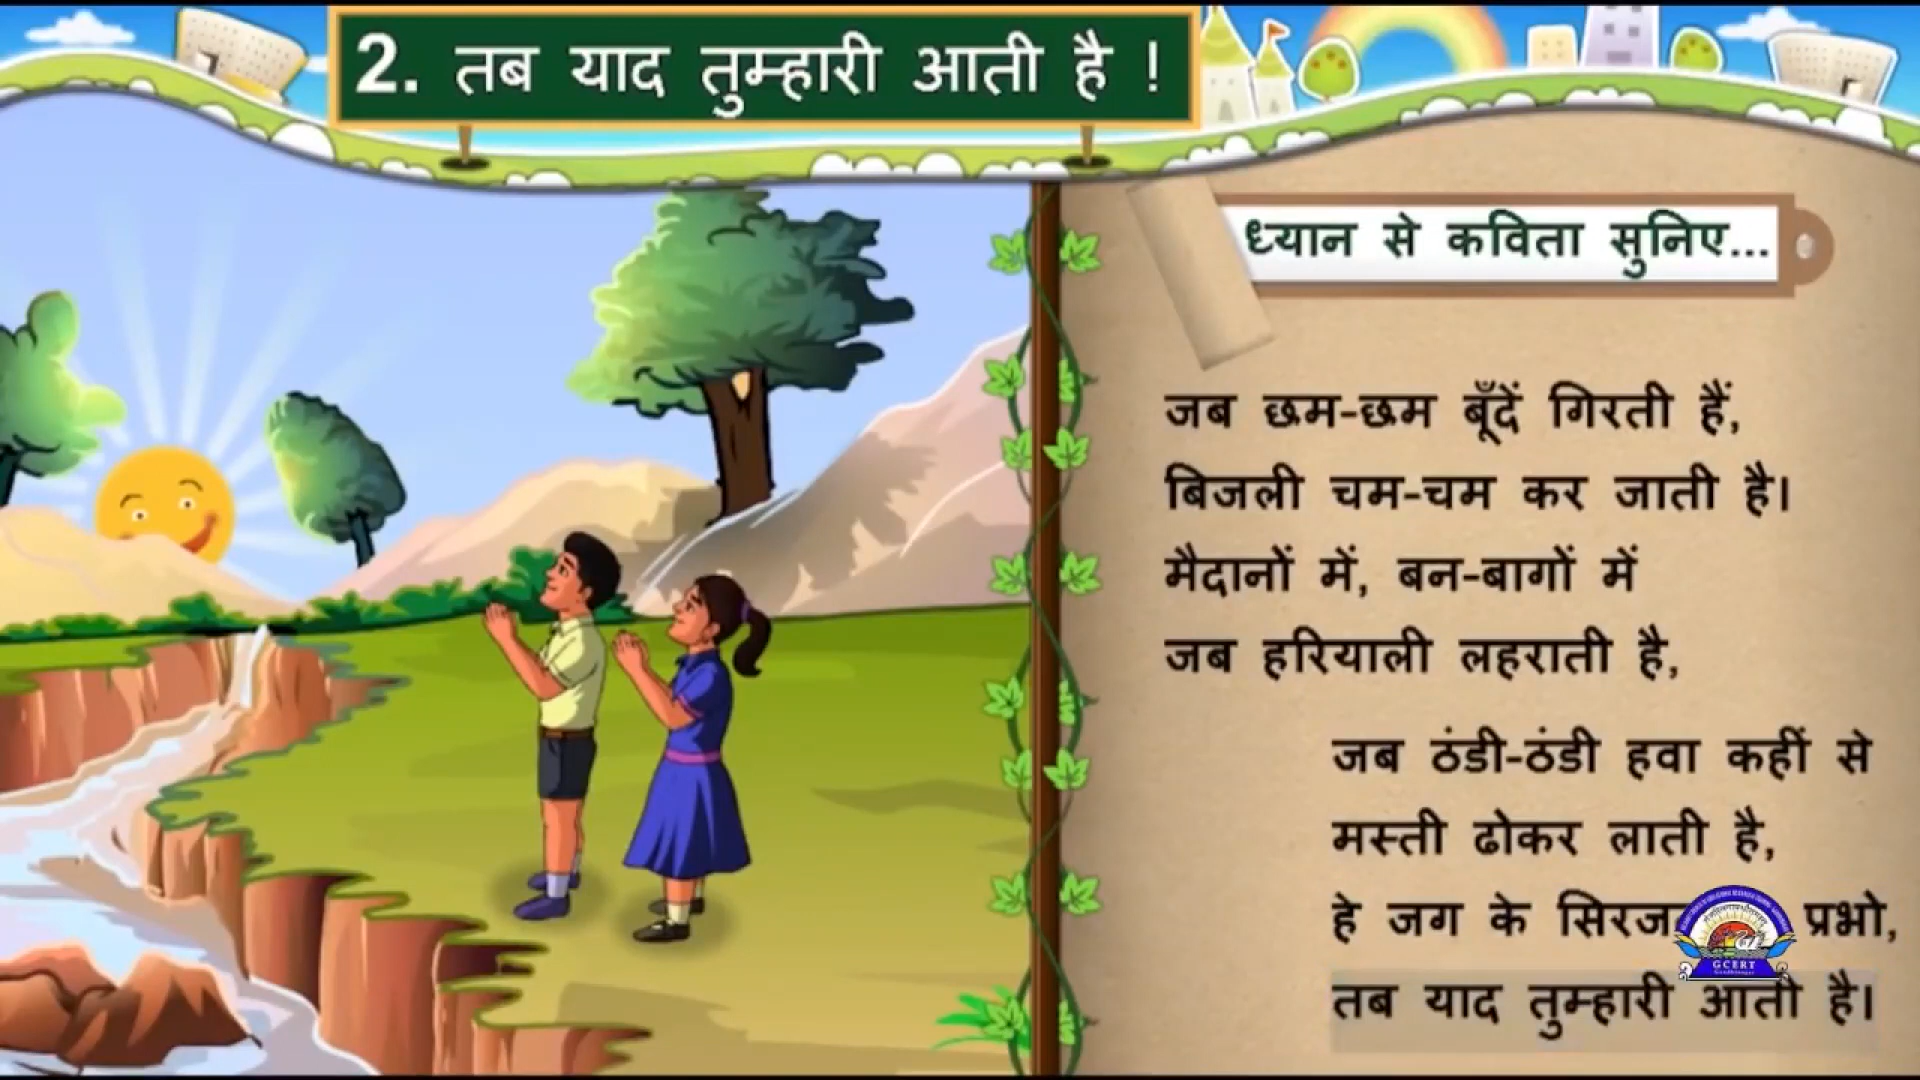 2. तब याद तुम्हारी आती है !
ध्यान से कविता सुनिए...
जब छम-छम बूँदें गिरती हैं,
बिजली चम-चम कर जाती है।
मैदानों में, बन-बागों में
जब हरियाली लहराती है,
जब ठंडी-ठंडी हवा कहीं से
मस्ती ढोकर लाती है,
हे जग के प्रभो,
तब याद तुम्हारी आती है।
GCERT
Gandhinagar